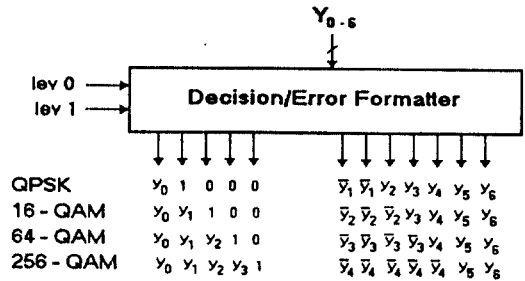 Y₀₋₆
lev 0
lev 1
Decision/Error Formatter
QPSK y₀ 1 0 0 0 y̅₁ y̅₁ y₂ y₃ y₄ y₅ y₆
16 - QAM y₀ y₁ 1 0 0 y̅₂ y̅₂ y̅₂ y₃ y₄ y₅ y₆
64 - QAM y₀ y₁ y₂ 1 0 y̅₃ y̅₃ y̅₃ y̅₃ y₄ y₅ y₆
256 - QAM y₀ y₁ y₂ y₃ 1 y̅₄ y̅₄ y̅₄ y̅₄ y̅₄ y₅ y₆